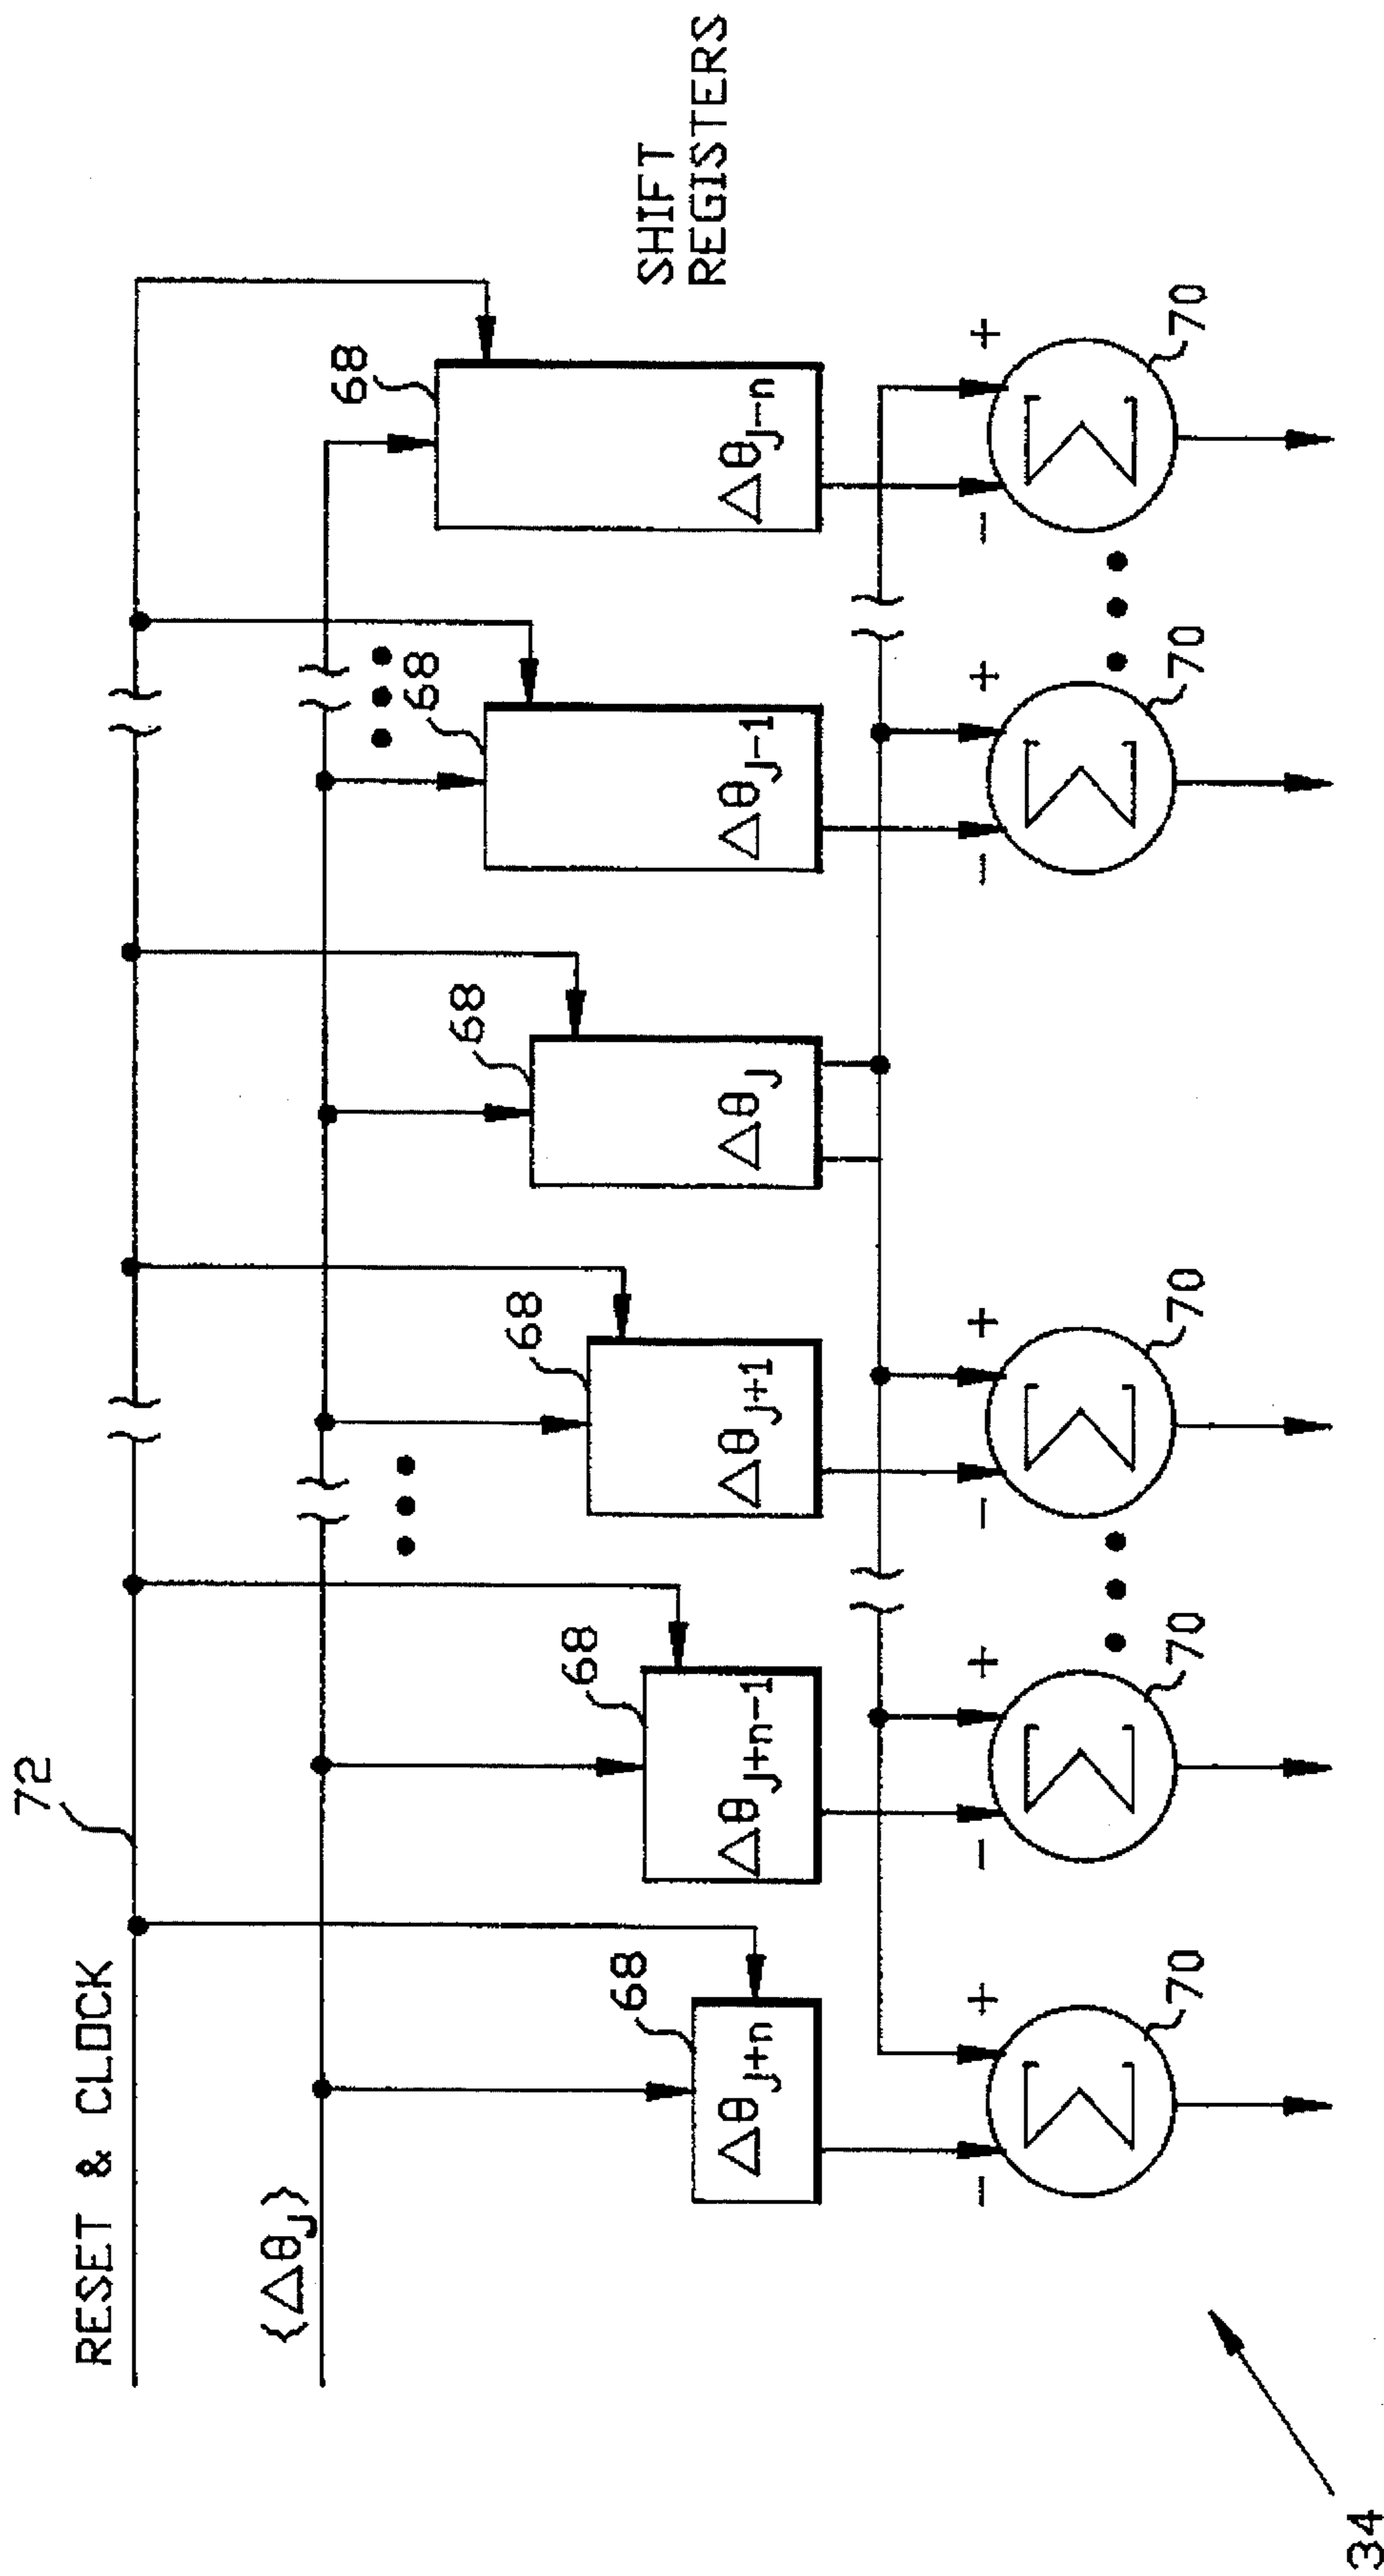 72
RESET & CLOCK
{Δθj}
68
68
68
68
68
68
Δθj+n
Δθj+n-1
Δθj+1
Δθj
Δθj-1
Δθj-n
SHIFT
REGISTERS
- +
- +
- +
- +
- +
Σ
Σ
Σ
Σ
Σ
70
70
70
70
70
34